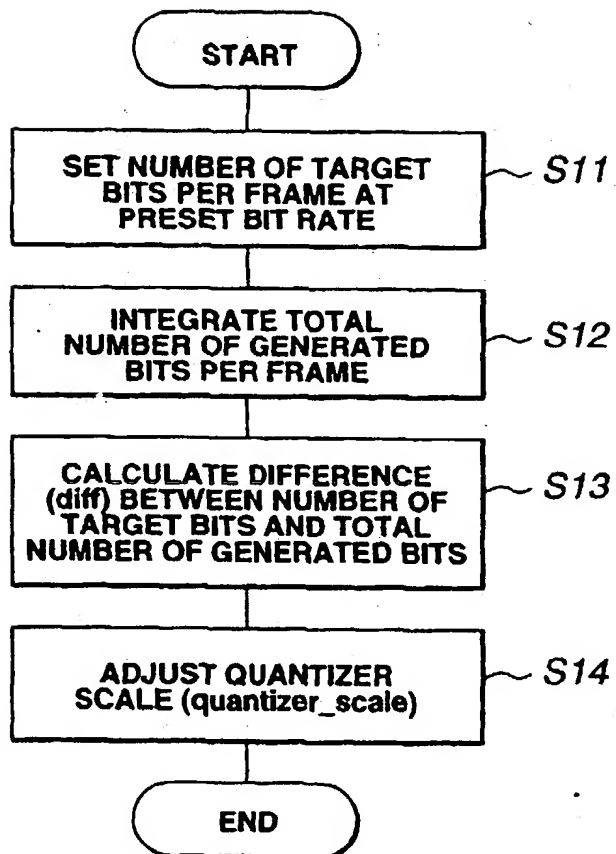 START
SET NUMBER OF TARGET
BITS PER FRAME AT
PRESET BIT RATE
S11
INTEGRATE TOTAL
NUMBER OF GENERATED
BITS PER FRAME
S12
CALCULATE DIFFERENCE
(diff) BETWEEN NUMBER OF
TARGET BITS AND TOTAL
NUMBER OF GENERATED BITS
S13
ADJUST QUANTIZER
SCALE (quantizer_scale)
S14
END